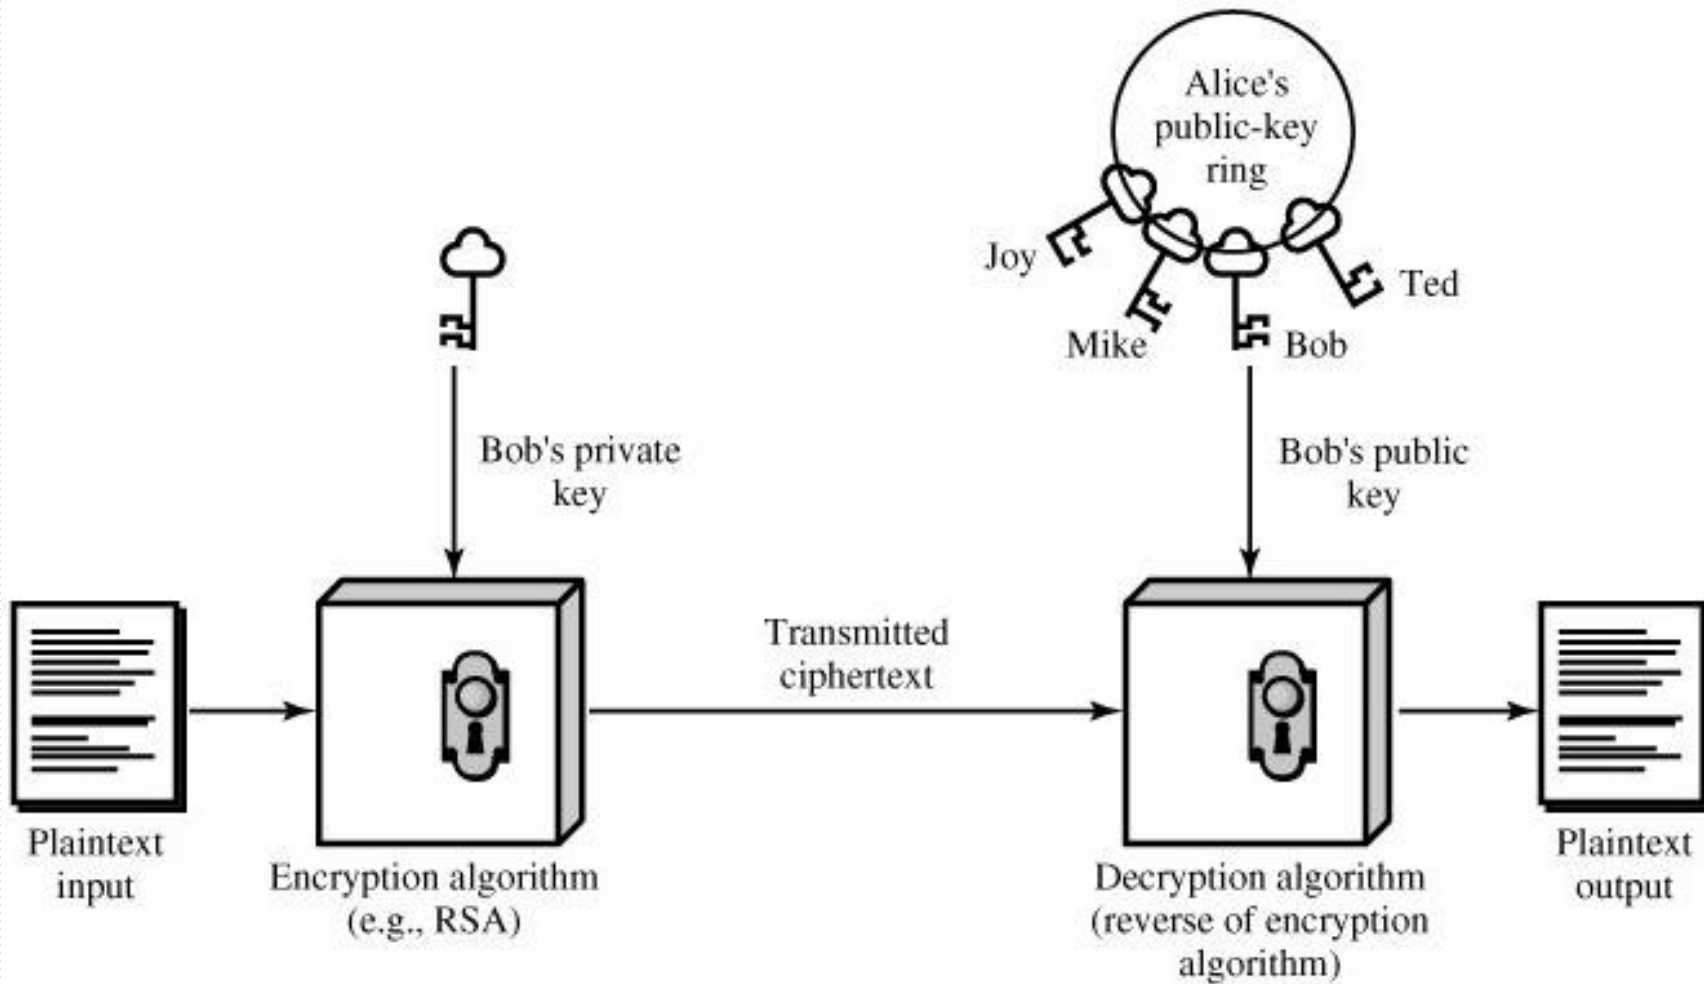 Alice's
public-key
ring
Joy
Mike
Bob
Ted
Bob's private
key
Bob's public
key
Transmitted
ciphertext
Plaintext
input
Encryption algorithm
(e.g., RSA)
Decryption algorithm
(reverse of encryption
algorithm)
Plaintext
output